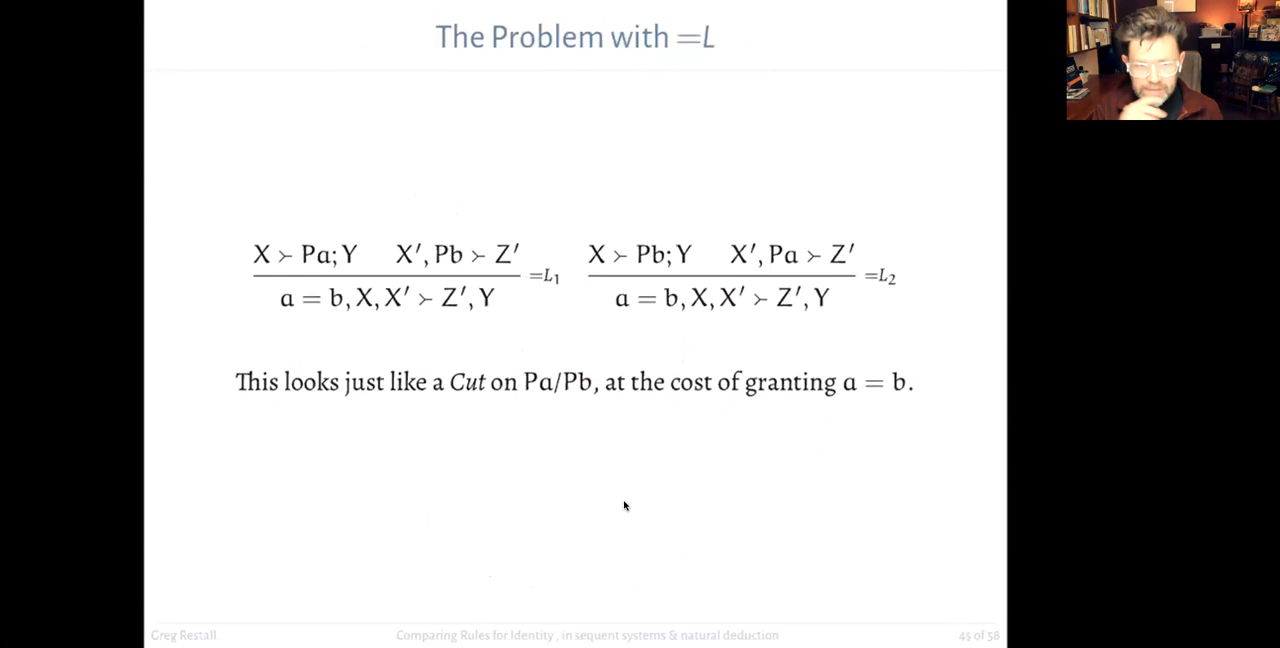 The Problem with =L
X ≻ Pa; Y X′, Pb ≻ Z′ =L₁
a = b, X, X′ ≻ Z′, Y
X ≻ Pb; Y X′, Pa ≻ Z′ =L₂
a = b, X, X′ ≻ Z′, Y
This looks just like a Cut on Pa/Pb, at the cost of granting a = b.
Greg Restall Comparing Rules for Identity , in sequent systems & natural deduction 45 of 58